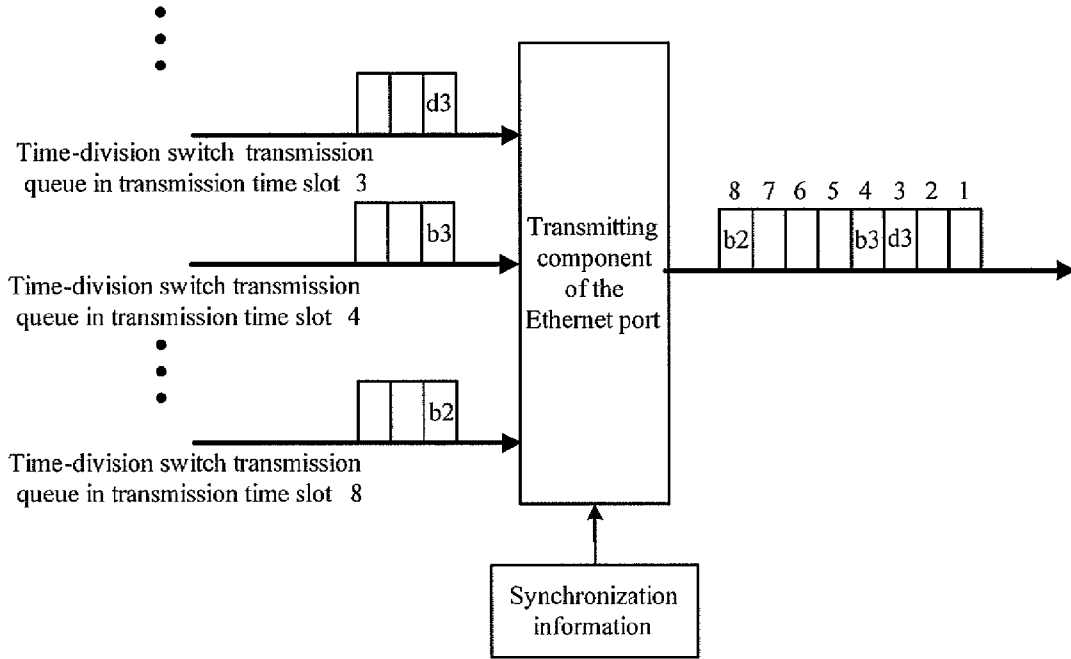 d3
Time-division switch transmission
queue in transmission time slot 3
b3
Time-division switch transmission
queue in transmission time slot 4
b2
Time-division switch transmission
queue in transmission time slot 8
Transmitting
component
of the
Ethernet port
8 7 6 5 4 3 2 1
b2 b3 d3
Synchronization
information